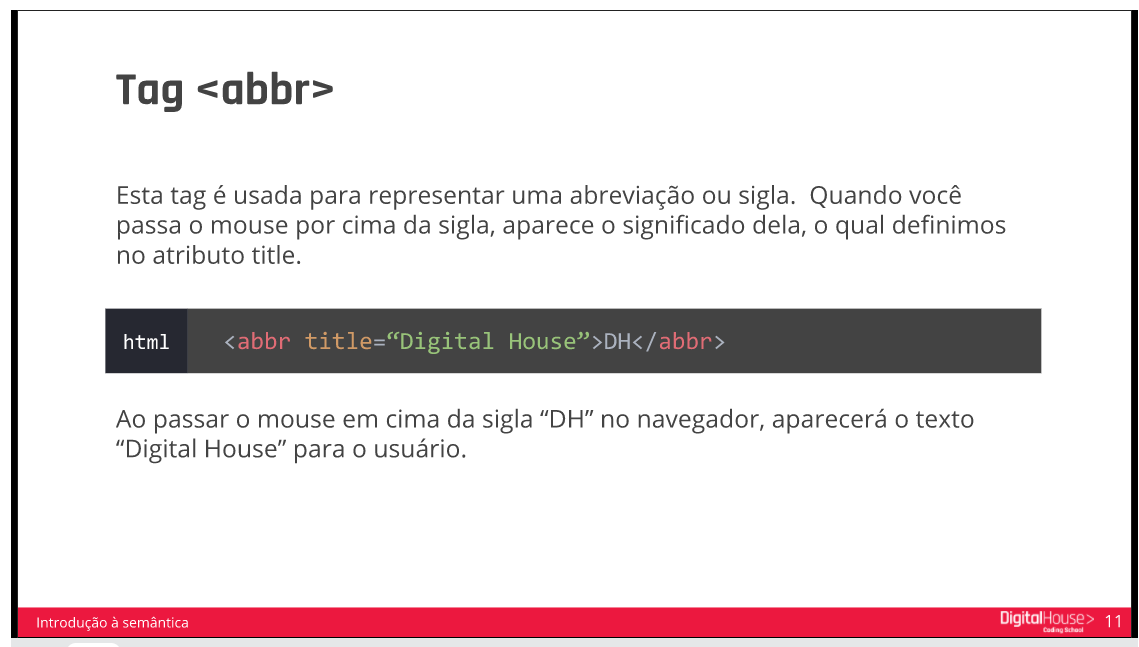 Tag <abbr>
Esta tag é usada para representar uma abreviação ou sigla.  Quando você
passa o mouse por cima da sigla, aparece o significado dela, o qual definimos
no atributo title.
html <abbr title=“Digital House”>DH</abbr>
Ao passar o mouse em cima da sigla “DH” no navegador, aparecerá o texto
“Digital House” para o usuário.
Introdução à semântica
DigitalHouse>
Coding School
11